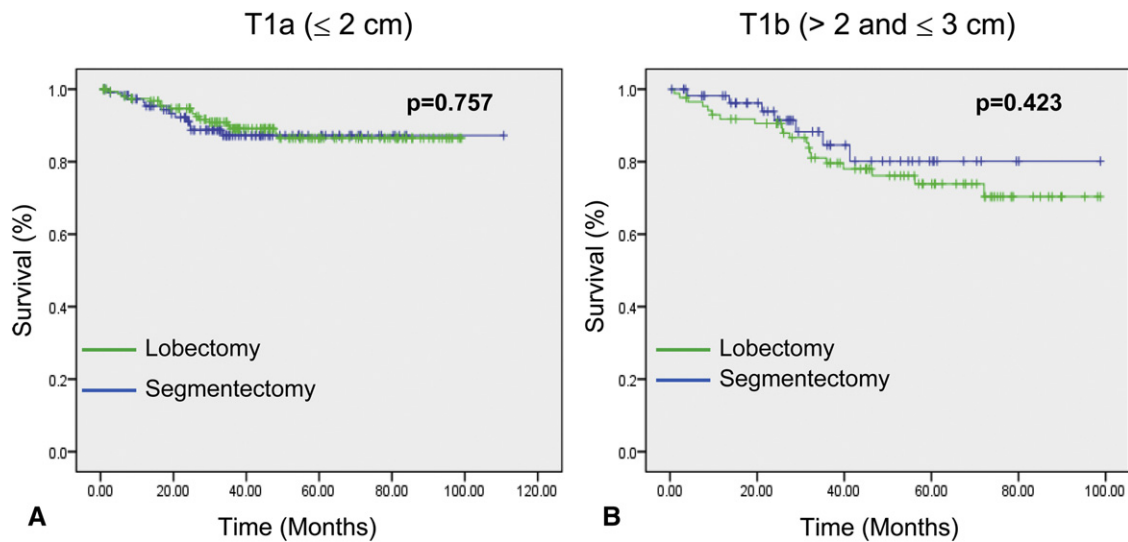 T1a (≤ 2 cm)
p=0.757
Survival (%)
1.0
0.8
0.6
0.4
0.2
0.0
Lobectomy
Segmentectomy
0.00 20.00 40.00 60.00 80.00 100.00 120.00
A
Time (Months)
T1b (> 2 and ≤ 3 cm)
p=0.423
Survival (%)
1.0
0.8
0.6
0.4
0.2
0.0
Lobectomy
Segmentectomy
0.00 20.00 40.00 60.00 80.00 100.00
B
Time (Months)